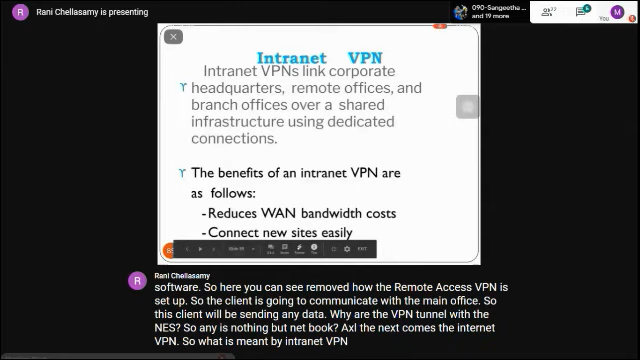 Rani Chellasamy is presenting
090-Sangeetha
and 19 more
22
6
You
Intranet VPN
Intranet VPNs link corporate
headquarters, remote offices, and
branch offices over a shared
infrastructure using dedicated
connections.
The benefits of an intranet VPN are
as follows:
-Reduces WAN bandwidth costs
-Connect new sites easily
EXIT
Rani Chellasamy
software. So here you can see removed how the Remote Access VPN is
set up. So the client is going to communicate with the main office. So
this client will be sending any data. Why are the VPN tunnel with the
NES? So any is nothing but net book? Axl the next comes the internet
VPN. So what is meant by intranet VPN